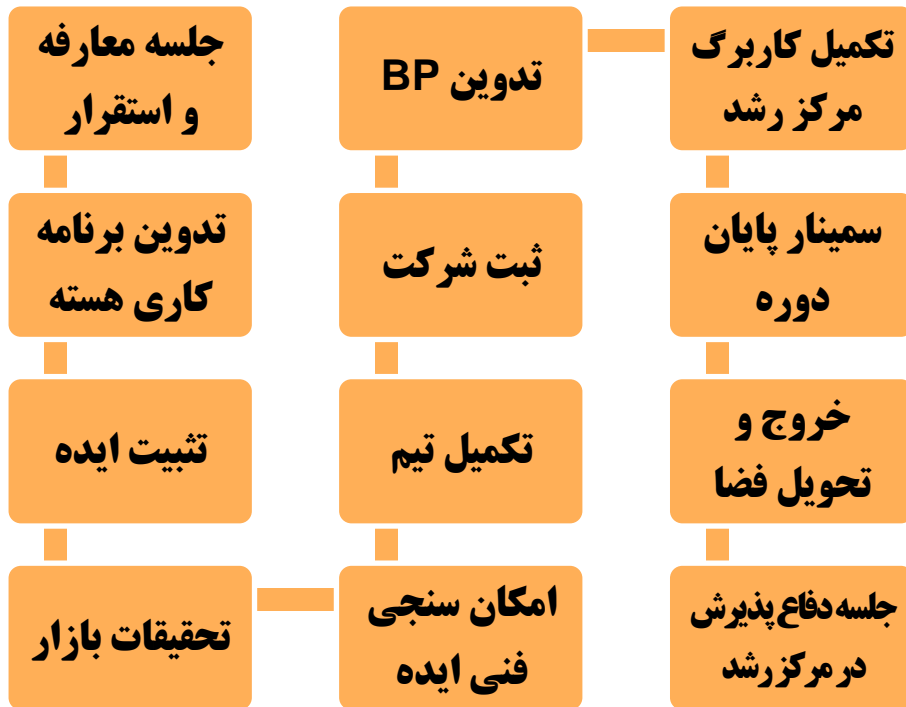 جلسه معارفه
و استقرار
تدوین برنامه
کاری هسته
تثبیت ایده
تحقیقات بازار
امکان سنجی
فنی ایده
تکمیل تیم
ثبت شرکت
تدوین BP
تکمیل کاربرگ
مرکز رشد
سمینار پایان
دوره
خروج و
تحویل فضا
جلسه دفاع پذیرش
در مرکز رشد